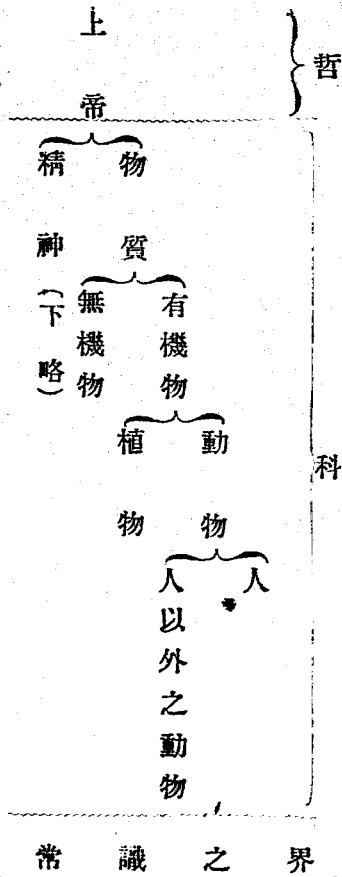 哲
上帝
科
物質
精神(下略)
有機物
無機物
動物
植物
人
人以外之動物
常識之界